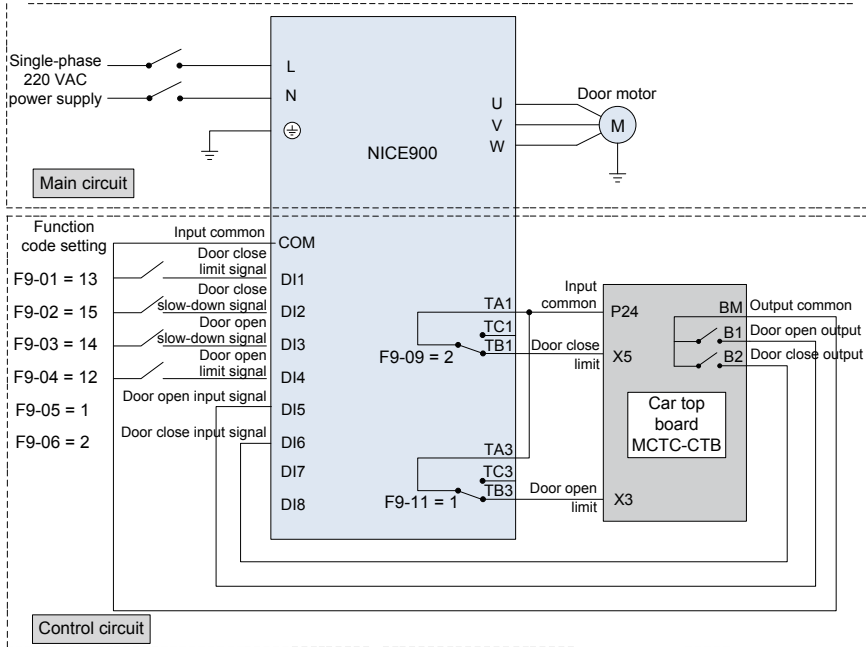 Single-phase
220 VAC
power supply
L
N
NICE900
U
V
W
Door motor
M
Main circuit
Function
code setting
Input common
COM
F9-01 = 13
Door close
limit signal
DI1
F9-02 = 15
Door close
slow-down signal
DI2
F9-03 = 14
Door open
slow-down signal
DI3
F9-04 = 12
Door open
limit signal
DI4
F9-05 = 1
Door open input signal
DI5
F9-06 = 2
Door close input signal
DI6
DI7
DI8
TA1
TC1
TB1
F9-09 = 2
TA3
TC3
TB3
F9-11 = 1
Input
common
Door close
limit
Door open
limit
P24
X5
X3
BM
B1
B2
Output common
Door open output
Door close output
Car top
board
MCTC-CTB
Control circuit